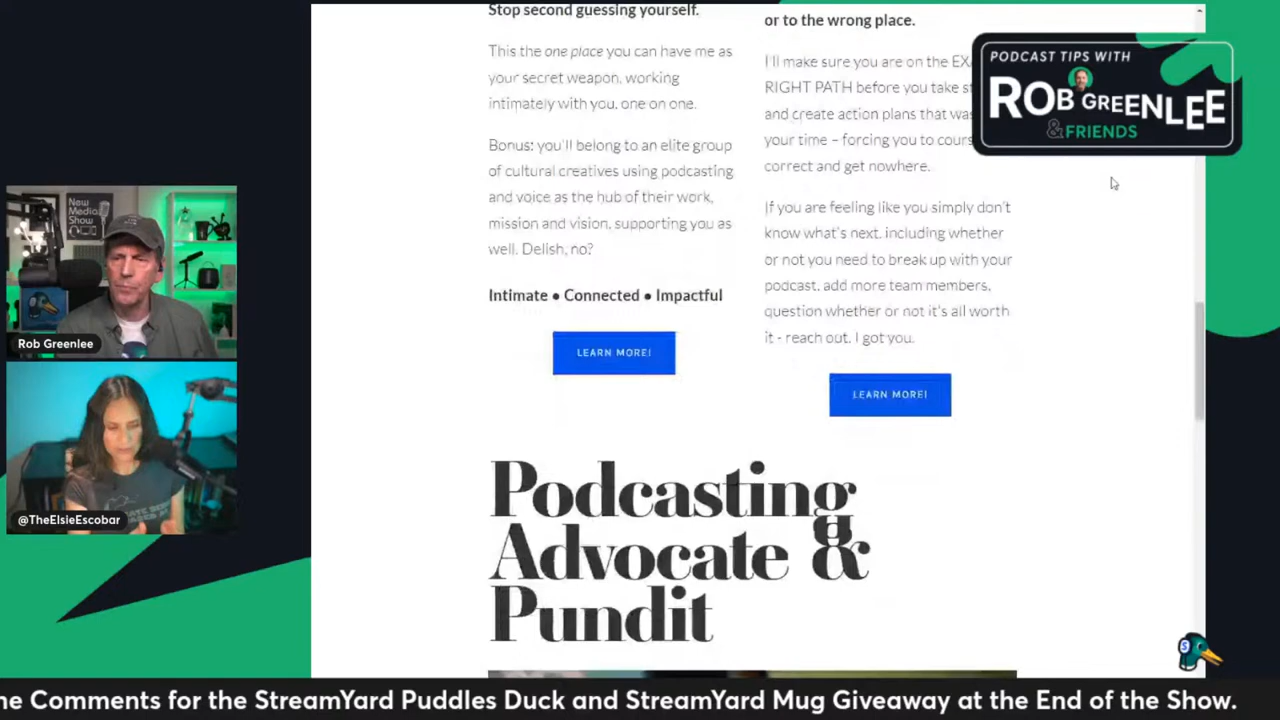 Stop second guessing yourself.
This the one place you can have me as
your secret weapon, working
intimately with you, one on one.
Bonus: you'll belong to an elite group
of cultural creatives using podcasting
and voice as the hub of their work,
mission and vision, supporting you as
well. Delish, no?
Intimate ● Connected ● Impactful
LEARN MORE!
or to the wrong place.
I'll make sure you are on the EX
RIGHT PATH before you take st
and create action plans that was
your time – forcing you to cours
correct and get nowhere.
If you are feeling like you simply don't
know what's next, including whether
or not you need to break up with your
podcast, add more team members,
question whether or not it's all worth
it - reach out. I got you.
LEARN MORE!
PODCAST TIPS WITH
ROB GREENLEE
& FRIENDS
New
Media
Show
Rob Greenlee
@TheElsieEscobar
Podcasting
Advocate &
Pundit
S
he Comments for the StreamYard Puddles Duck and StreamYard Mug Giveaway at the End of the Show.